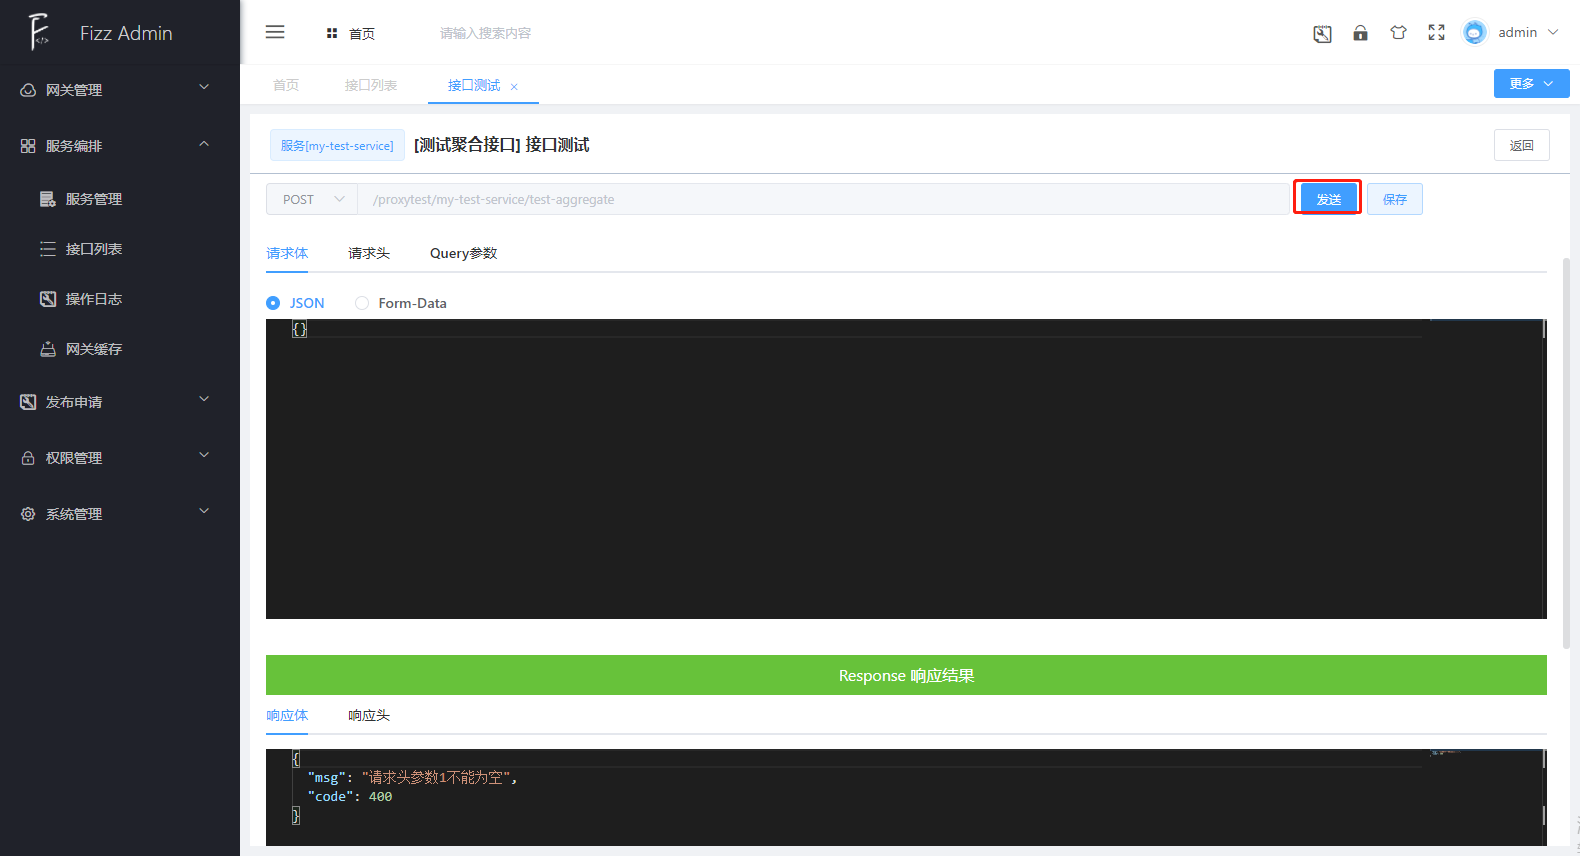 Fizz Admin
首页
请输入搜索内容
admin
首页
接口列表
接口测试
更多
网关管理
服务编排
服务管理
接口列表
操作日志
网关缓存
发布申请
权限管理
系统管理
服务[my-test-service]
[测试聚合接口] 接口测试
返回
POST
/proxytest/my-test-service/test-aggregate
发送
保存
请求体
请求头
Query参数
JSON
Form-Data
{}
Response 响应结果
响应体
响应头
{
"msg": "请求头参数1不能为空",
"code": 400
}